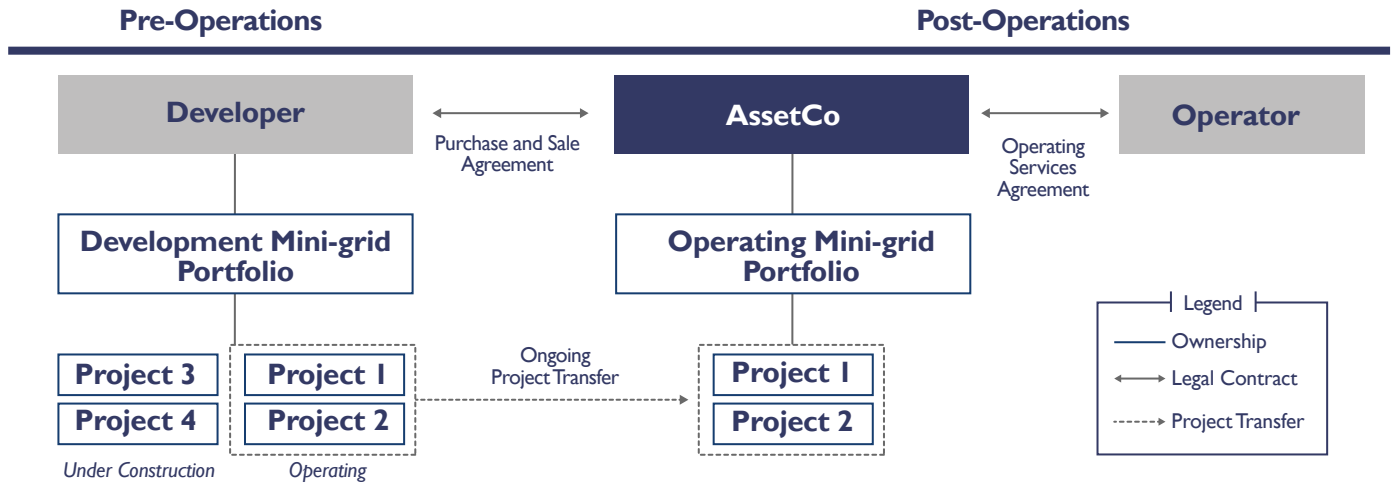 Pre-Operations
Post-Operations
Developer
Purchase and Sale
Agreement
AssetCo
Operating
Services
Agreement
Operator
Development Mini-grid
Portfolio
Operating Mini-grid
Portfolio
Project 3
Project 4
Under Construction
Project 1
Project 2
Operating
Ongoing
Project Transfer
Project 1
Project 2
Legend
Ownership
Legal Contract
Project Transfer